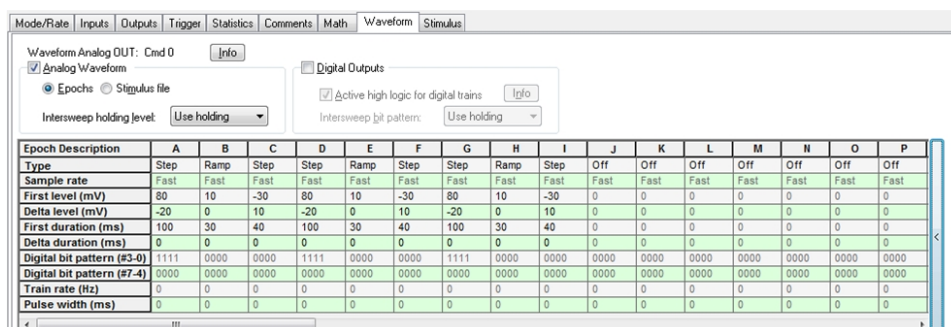 Mode/Rate Inputs Outputs Trigger Statistics Comments Math Waveform Stimulus
Waveform Analog OUT: Cmd 0 Info
Analog Waveform Digital Outputs
Epochs Stimulus file Active high logic for digital trains Info
Intersweep holding level: Use holding Intersweep bit pattern: Use holding
Epoch Description A B C D E F G H I J K L M N O P
Type Step Ramp Step Step Ramp Step Step Ramp Step Off Off Off Off Off Off Off
Sample rate Fast Fast Fast Fast Fast Fast Fast Fast Fast Fast Fast Fast Fast Fast Fast Fast
First level (mV) 80 10 -30 80 10 -30 80 10 -30 0 0 0 0 0 0 0
Delta level (mV) -20 0 10 -20 0 10 -20 0 10 0 0 0 0 0 0 0
First duration (ms) 100 30 40 100 30 40 100 30 40 0 0 0 0 0 0 0
Delta duration (ms) 0 0 0 0 0 0 0 0 0 0 0 0 0 0 0 0
Digital bit pattern (#3-0) 1111 0000 0000 1111 0000 0000 1111 0000 0000 0000 0000 0000 0000 0000 0000 0000
Digital bit pattern (#7-4) 0000 0000 0000 0000 0000 0000 0000 0000 0000 0000 0000 0000 0000 0000 0000 0000
Train rate (Hz) 0 0 0 0 0 0 0 0 0 0 0 0 0 0 0 0
Pulse width (ms) 0 0 0 0 0 0 0 0 0 0 0 0 0 0 0 0